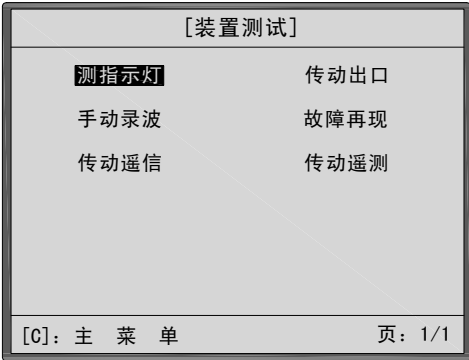 [装置测试]
测指示灯 传动出口
手动录波 故障再现
传动遥信 传动遥测
[C]: 主 菜 单 页: 1/1